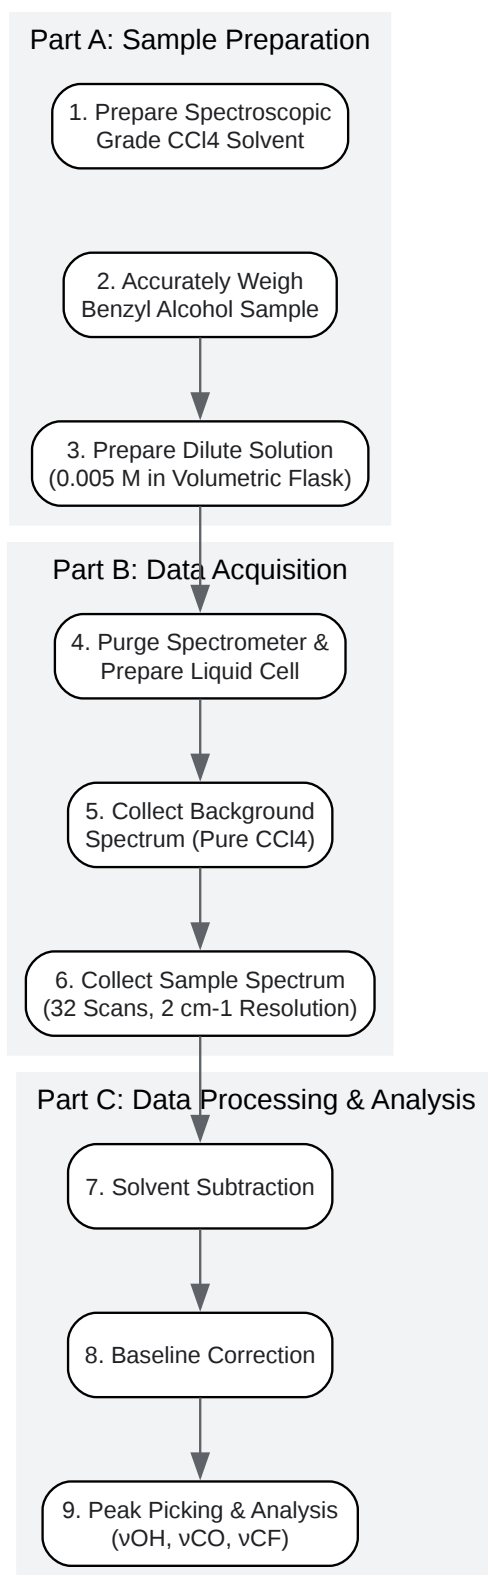 Part A: Sample Preparation
1. Prepare Spectroscopic
Grade CCl4 Solvent
2. Accurately Weigh
Benzyl Alcohol Sample
3. Prepare Dilute Solution
(0.005 M in Volumetric Flask)
Part B: Data Acquisition
4. Purge Spectrometer &
Prepare Liquid Cell
5. Collect Background
Spectrum (Pure CCl4)
6. Collect Sample Spectrum
(32 Scans, 2 cm-1 Resolution)
Part C: Data Processing & Analysis
7. Solvent Subtraction
8. Baseline Correction
9. Peak Picking & Analysis
(νOH, νCO, νCF)